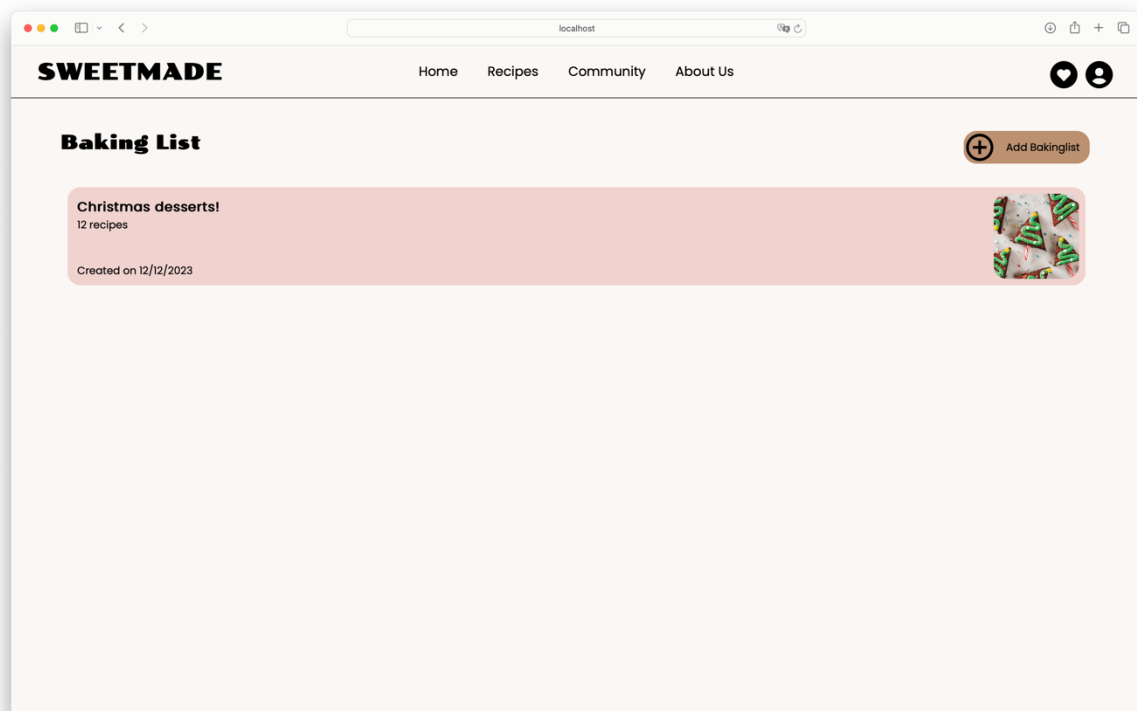 localhost
SWEETMADE
Home Recipes Community About Us
Baking List
Add Bakinglist
Christmas desserts!
12 recipes
Created on 12/12/2023